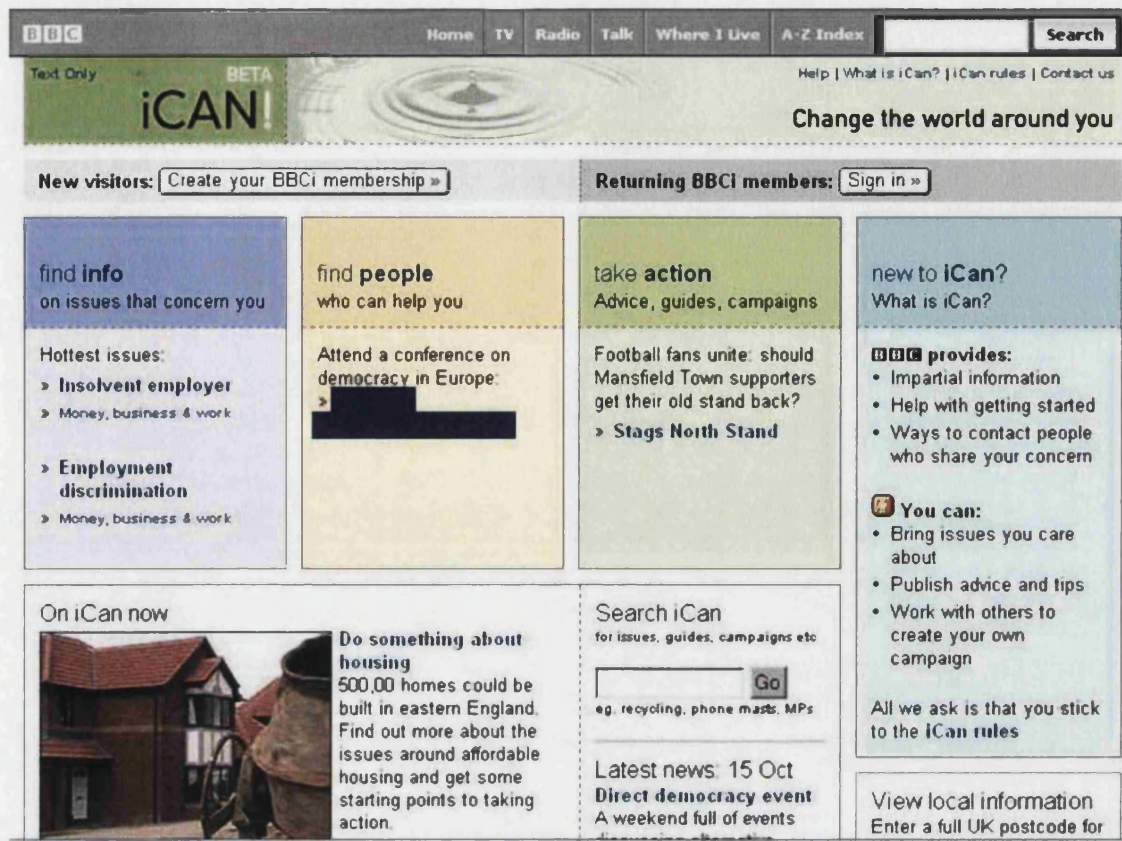 BBC
Home TV Radio Talk Where I Live A-Z Index Search
Text Only
BETA
iCAN!
Help | What is iCan? | iCan rules | Contact us
Change the world around you
New visitors: Create your BBCi membership »
Returning BBCi members: Sign in »
find info
on issues that concern you
Hottest issues:
» Insolvent employer
» Money, business & work
» Employment
discrimination
» Money, business & work
find people
who can help you
Attend a conference on
democracy in Europe:
»
take action
Advice, guides, campaigns
Football fans unite: should
Mansfield Town supporters
get their old stand back?
» Stags North Stand
new to iCan?
What is iCan?
BBC provides:
• Impartial information
• Help with getting started
• Ways to contact people
who share your concern
You can:
• Bring issues you care
about
• Publish advice and tips
• Work with others to
create your own
campaign
All we ask is that you stick
to the iCan rules
On iCan now
Do something about
housing
500,00 homes could be
built in eastern England.
Find out more about the
issues around affordable
housing and get some
starting points to taking
action.
Search iCan
for issues, guides, campaigns etc
Go
eg. recycling, phone masts, MPs
Latest news: 15 Oct
Direct democracy event
A weekend full of events
View local information
Enter a full UK postcode for